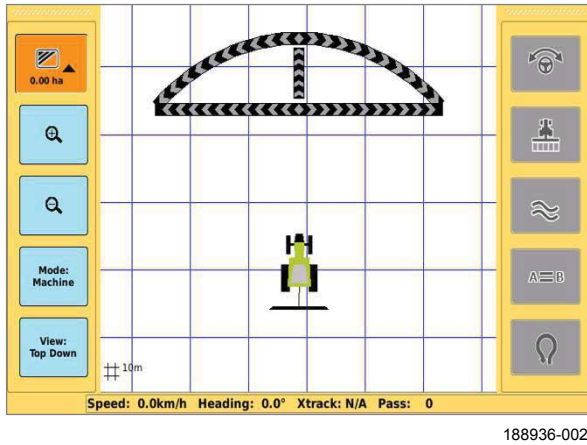 0.00 ha
Mode:
Machine
View:
Top Down
A=B
10m
Speed: 0.0km/h Heading: 0.0° Xtrack: N/A Pass: 0
188936-002